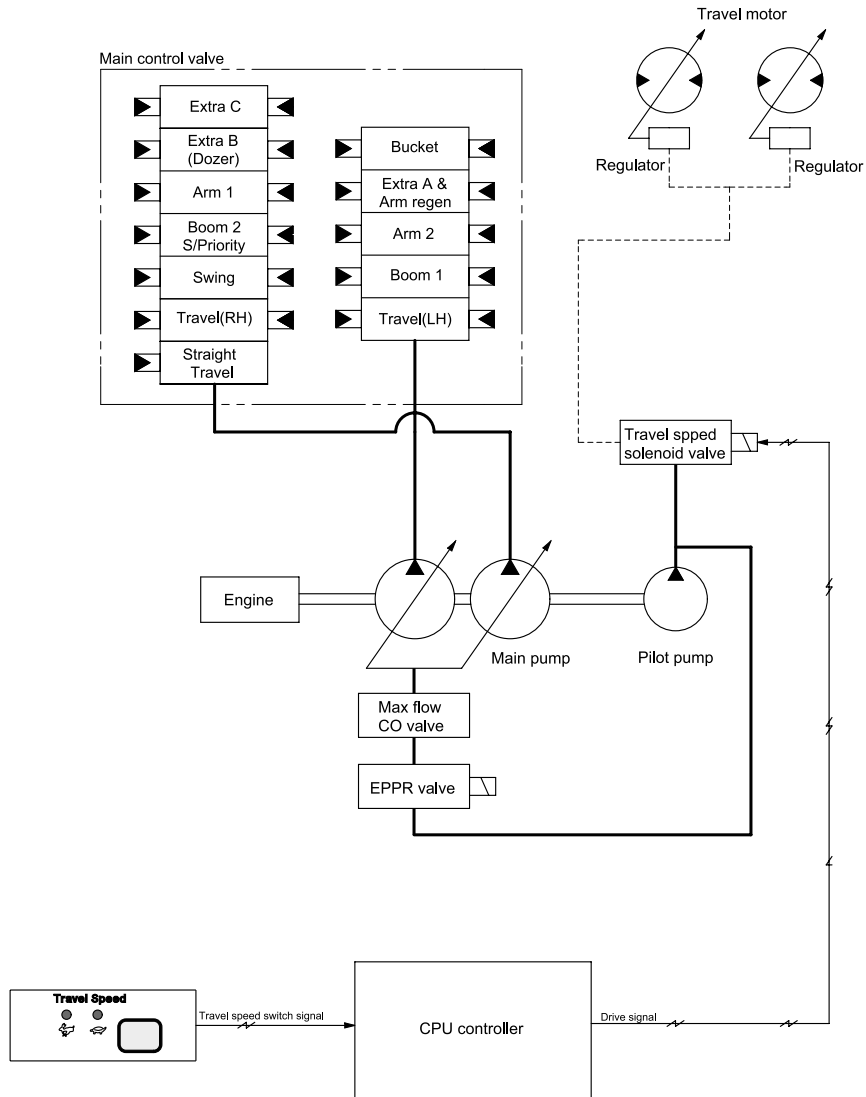 Travel motor
Main control valve
Extra C
Extra B
(Dozer)
Arm 1
Boom 2
S/Priority
Swing
Travel(RH)
Straight
Travel
Bucket
Extra A &
Arm regen
Arm 2
Boom 1
Travel(LH)
Regulator
Regulator
Travel spped
solenoid valve
Engine
Main pump
Pilot pump
Max flow
CO valve
EPPR valve
Travel Speed
Travel speed switch signal
CPU controller
Drive signal